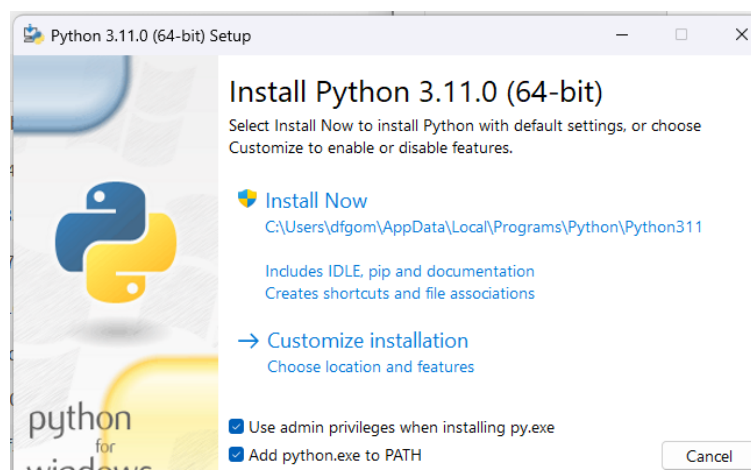 Python 3.11.0 (64-bit) Setup
Install Python 3.11.0 (64-bit)
Select Install Now to install Python with default settings, or choose
Customize to enable or disable features.
Install Now
C:\Users\dfgom\AppData\Local\Programs\Python\Python311
Includes IDLE, pip and documentation
Creates shortcuts and file associations
Customize installation
Choose location and features
python
for
windows
Use admin privileges when installing py.exe
Add python.exe to PATH
Cancel